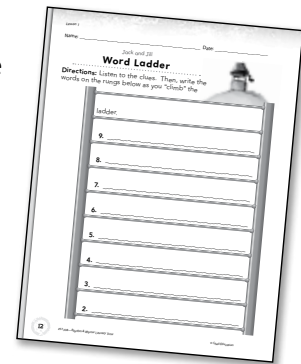 e
Lesson 1
Name: Date:
Jack and Jill
Word Ladder
Directions: Listen to the clues. Then, write the
words on the rungs below as you "climb" the
ladder.
9.
8.
7.
6.
5.
4.
3.
2.
12